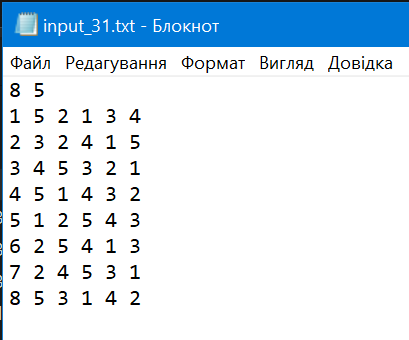 input_31.txt - Блокнот
Файл Редагування Формат Вигляд Довідка
8 5
1 5 2 1 3 4
2 3 2 4 1 5
3 4 5 3 2 1
4 5 1 4 3 2
5 1 2 5 4 3
6 2 5 4 1 3
7 2 4 5 3 1
8 5 3 1 4 2